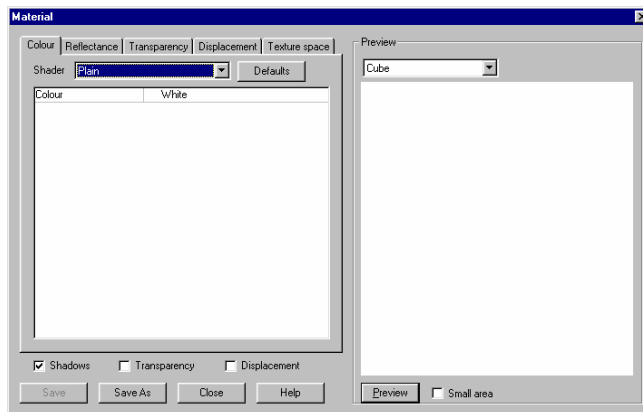 Material
Colour Reflectance Transparency Displacement Texture space
Shader Plain Defaults
Colour White
Shadows Transparency Displacement
Save Save As Close Help
Preview
Cube
Preview Small area